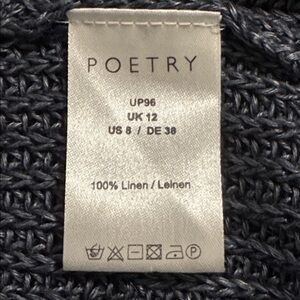 POETRY
UP96
UK 12
US 8 / DE 38
100% Linen / Leinen